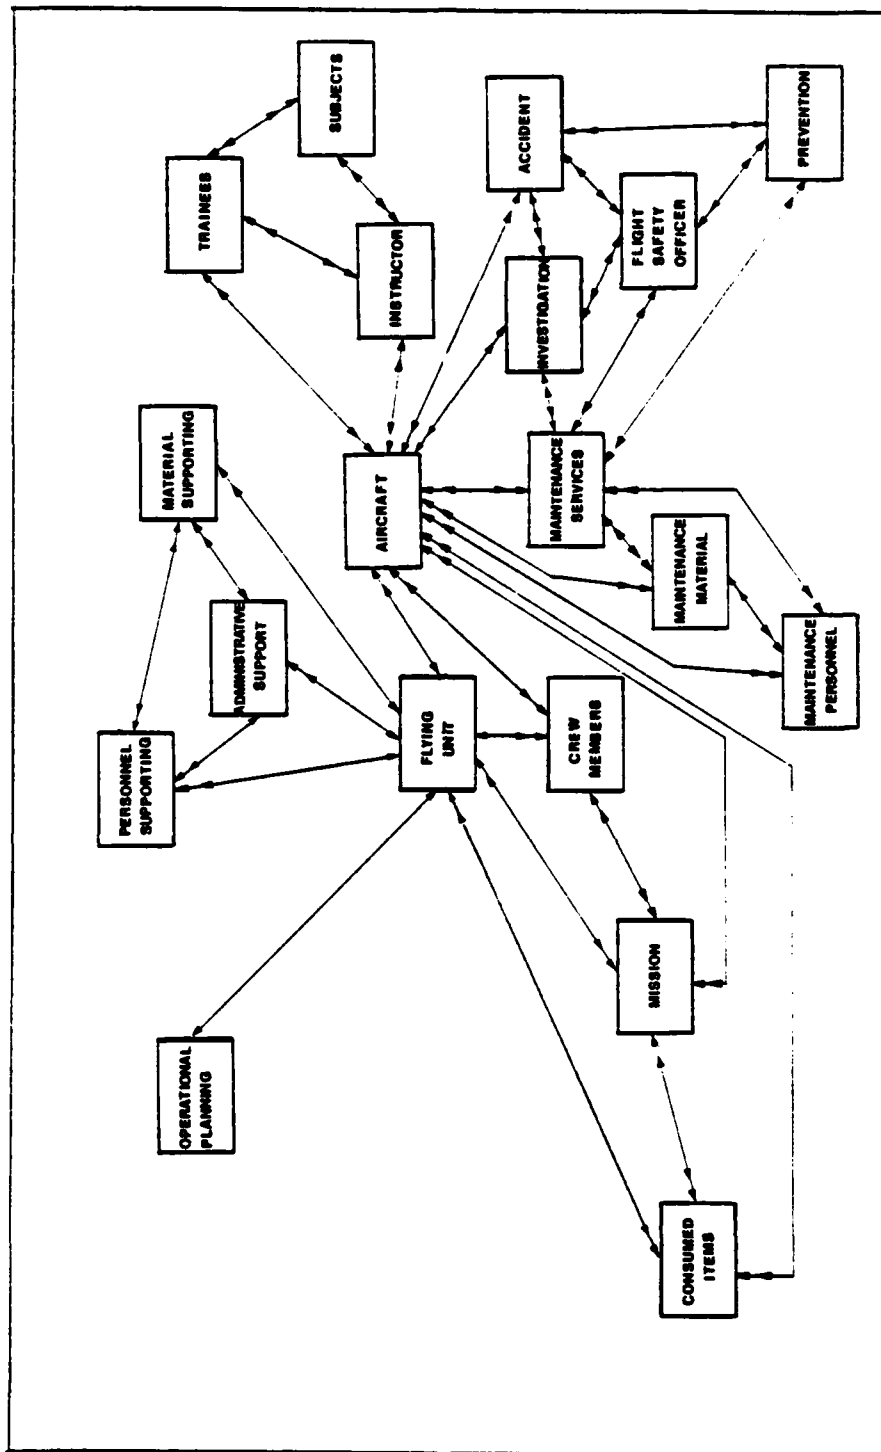 OPERATIONAL
PLANNING
PERSONNEL
SUPPORTING
ADMINISTRATIVE
SUPPORT
MATERIAL
SUPPORTING
TRAINEES
SUBJECTS
INSTRUCTOR
AIRCRAFT
FLYING
UNIT
CREW
MEMBERS
MISSION
CONSUMED
ITEMS
ACCIDENT
INVESTIGATION
FLIGHT
SAFETY
OFFICER
PREVENTION
MAINTENANCE
SERVICES
MAINTENANCE
MATERIAL
MAINTENANCE
PERSONNEL